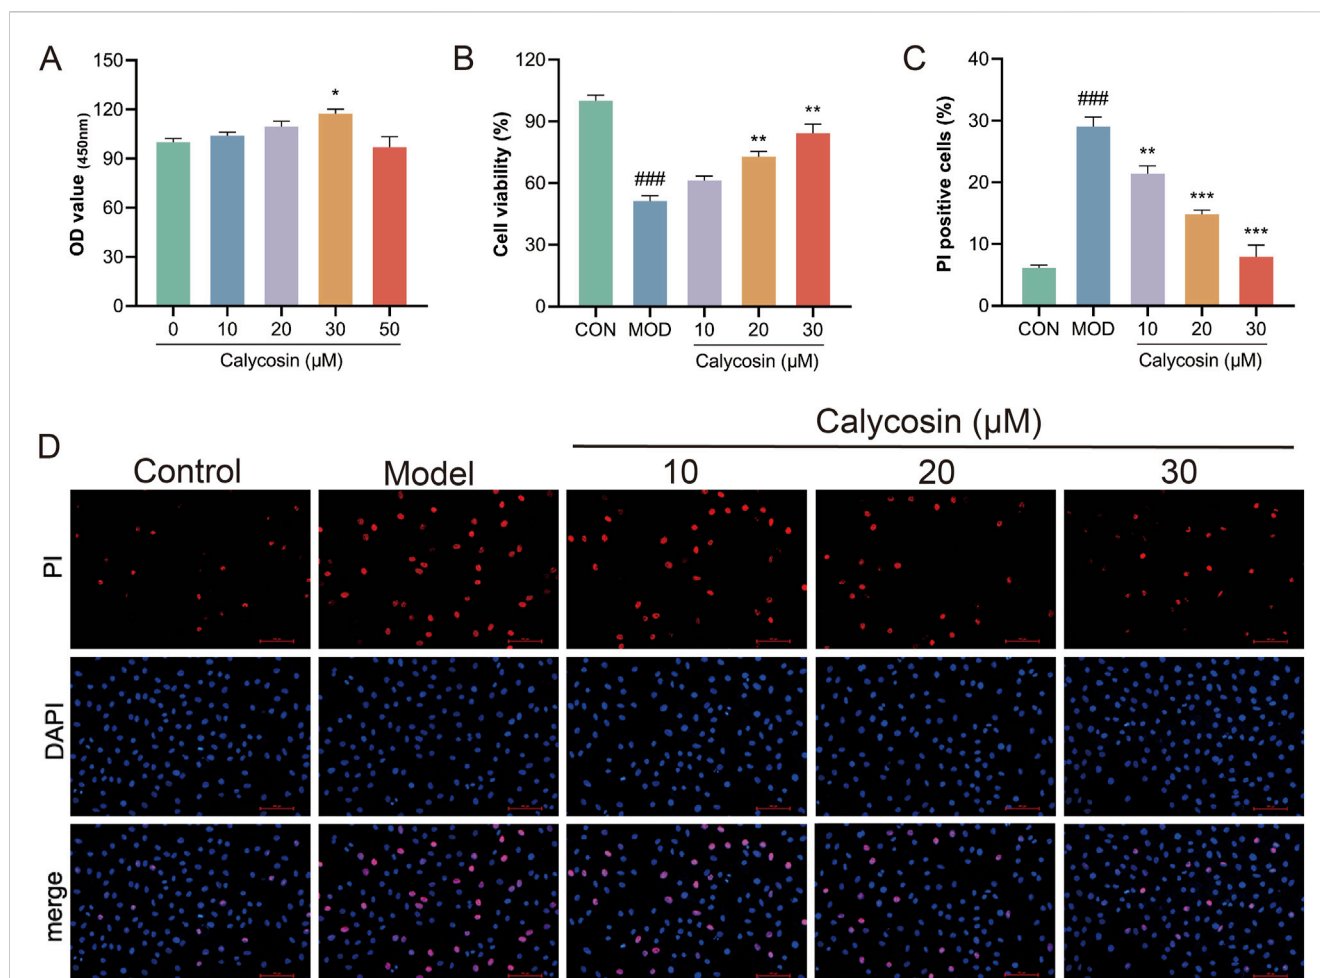 A
OD value (450nm)
150
120
90
60
30
0
*
0 10 20 30 50
Calycosin (μM)
B
Cell viability (%)
120
90
60
30
0
###
**
**
CON MOD 10 20 30
Calycosin (μM)
C
PI positive cells (%)
40
30
20
10
0
###
**
***
***
CON MOD 10 20 30
Calycosin (μM)
D
Calycosin (μM)
Control Model 10 20 30
PI
DAPI
merge